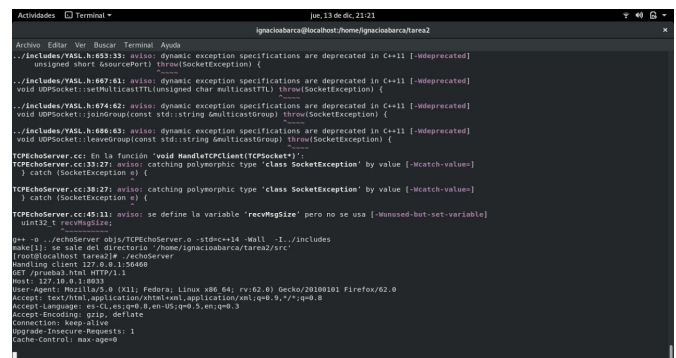 Actividades Terminal jue, 13 de dic, 21:21
ignacioabarca@localhost:/home/ignacioabarca/tarea2
Archivo Editar Ver Buscar Terminal Ayuda
../includes/YASL.h:653:33: aviso: dynamic exception specifications are deprecated in C++11 [-Wdeprecated]
unsigned short &sourcePort) throw(SocketException) {
^~~~~
../includes/YASL.h:667:61: aviso: dynamic exception specifications are deprecated in C++11 [-Wdeprecated]
void UDPSocket::setMulticastTTL(unsigned char multicastTTL) throw(SocketException) {
^~~~~
../includes/YASL.h:674:62: aviso: dynamic exception specifications are deprecated in C++11 [-Wdeprecated]
void UDPSocket::joinGroup(const std::string &multicastGroup) throw(SocketException) {
^~~~~
../includes/YASL.h:686:63: aviso: dynamic exception specifications are deprecated in C++11 [-Wdeprecated]
void UDPSocket::leaveGroup(const std::string &multicastGroup) throw(SocketException) {
^~~~~
TCPEchoServer.cc: En la función ‘void HandleTCPClient(TCPSocket*)’:
TCPEchoServer.cc:33:27: aviso: catching polymorphic type ‘class SocketException’ by value [-Wcatch-value=]
} catch (SocketException e) {
^
TCPEchoServer.cc:38:27: aviso: catching polymorphic type ‘class SocketException’ by value [-Wcatch-value=]
} catch (SocketException e) {
^
TCPEchoServer.cc:45:11: aviso: se define la variable ‘recvMsgSize’ pero no se usa [-Wunused-but-set-variable]
uint32_t recvMsgSize;
^~~~~~~~~~~
g++ -o ../echoServer objs/TCPEchoServer.o -std=c++14 -Wall -I../includes
make[1]: se sale del directorio '/home/ignacioabarca/tarea2/src'
[root@localhost tarea2]# ./echoServer
Handling client 127.0.0.1:56460
GET /prueba3.html HTTP/1.1
Host: 127.10.0.1:8033
User-Agent: Mozilla/5.0 (X11; Fedora; Linux x86_64; rv:62.0) Gecko/20100101 Firefox/62.0
Accept: text/html,application/xhtml+xml,application/xml;q=0.9,*/*;q=0.8
Accept-Language: es-CL,es;q=0.8,en-US;q=0.5,en;q=0.3
Accept-Encoding: gzip, deflate
Connection: keep-alive
Upgrade-Insecure-Requests: 1
Cache-Control: max-age=0